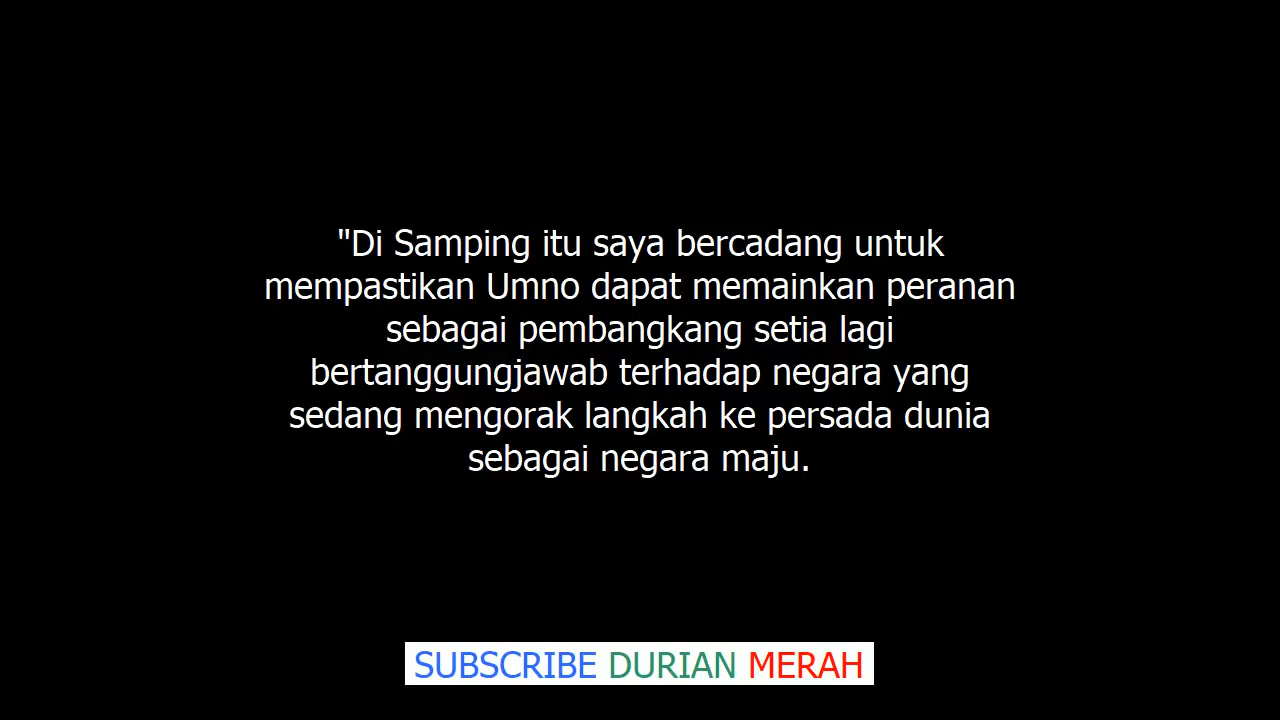 "Di Samping itu saya bercadang untuk
mempastikan Umno dapat memainkan peranan
sebagai pembangkang setia lagi
bertanggungjawab terhadap negara yang
sedang mengorak langkah ke persada dunia
sebagai negara maju.
SUBSCRIBE DURIAN MERAH